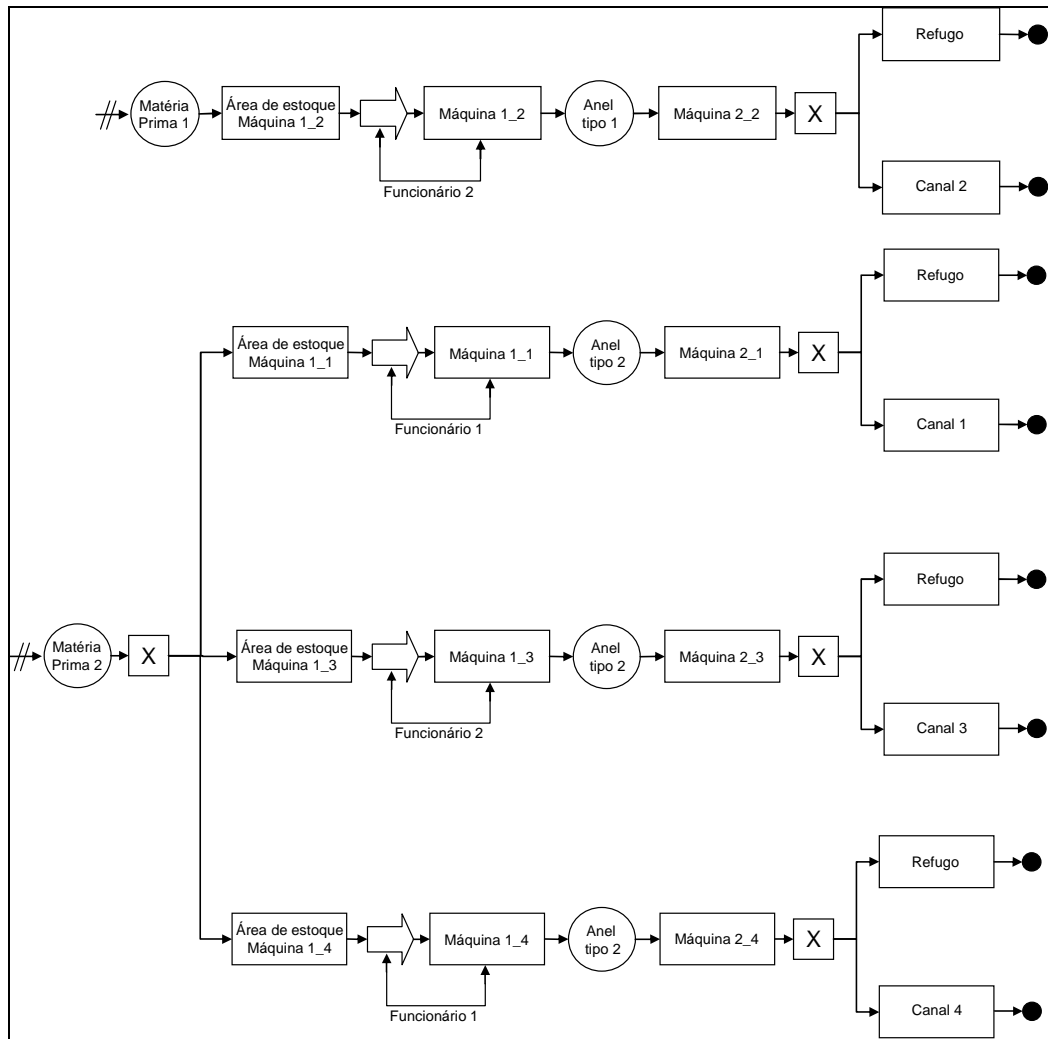 Refugo
Matéria
Prima 1
Área de estoque
Máquina 1_2
Máquina 1_2
Anel
tipo 1
Máquina 2_2
X
Funcionário 2
Canal 2
Refugo
Área de estoque
Máquina 1_1
Máquina 1_1
Anel
tipo 2
Máquina 2_1
X
Funcionário 1
Canal 1
Refugo
Matéria
Prima 2
X
Área de estoque
Máquina 1_3
Máquina 1_3
Anel
tipo 2
Máquina 2_3
X
Funcionário 2
Canal 3
Refugo
Área de estoque
Máquina 1_4
Máquina 1_4
Anel
tipo 2
Máquina 2_4
X
Funcionário 1
Canal 4